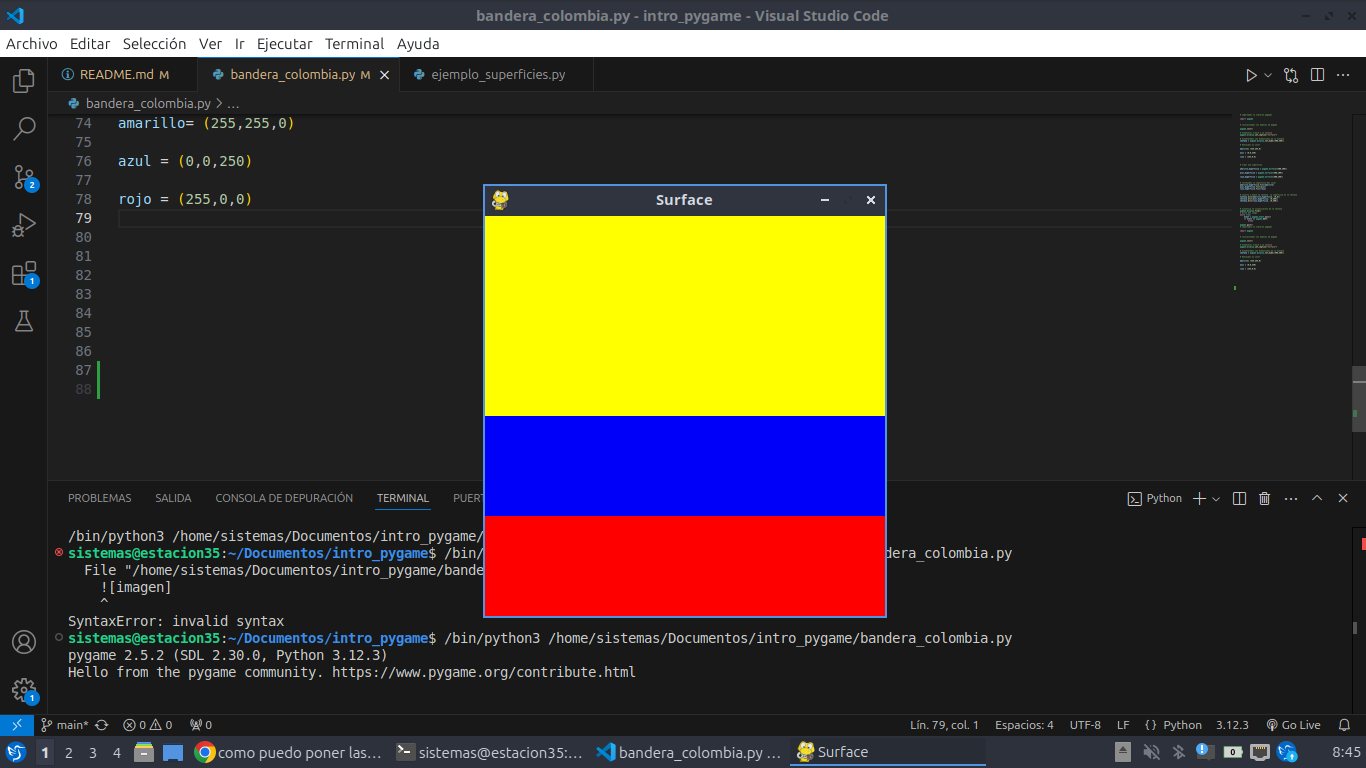 bandera_colombia.py - intro_pygame - Visual Studio Code
Archivo Editar Selección Ver Ir Ejecutar Terminal Ayuda
README.md M bandera_colombia.py M ejemplo_superficies.py
bandera_colombia.py > ...
74 amarillo= (255,255,0)
75
76 azul = (0,0,250)
77
78 rojo = (255,0,0)
79
80
81
82
83
84
85
86
87
88
Surface
2
1
1
PROBLEMAS SALIDA CONSOLA DE DEPURACIÓN TERMINAL Python
/bin/python3 /home/sistemas/Documentos/intro_pygame/
sistemas@estacion35:~/Documentos/intro_pygame$ /bin/ dera_colombia.py
File "/home/sistemas/Documentos/intro_pygame/bande
![imagen]
^
SyntaxError: invalid syntax
sistemas@estacion35:~/Documentos/intro_pygame$ /bin/python3 /home/sistemas/Documentos/intro_pygame/bandera_colombia.py
pygame 2.5.2 (SDL 2.30.0, Python 3.12.3)
Hello from the pygame community. https://www.pygame.org/contribute.html
main* 0 0 0 Lín. 79, col. 1 Espacios: 4 UTF-8 LF {} Python 3.12.3 Go Live
1 2 3 4 como puedo poner las... sistemas@estacion35:... bandera_colombia.py ... Surface 0 8:45